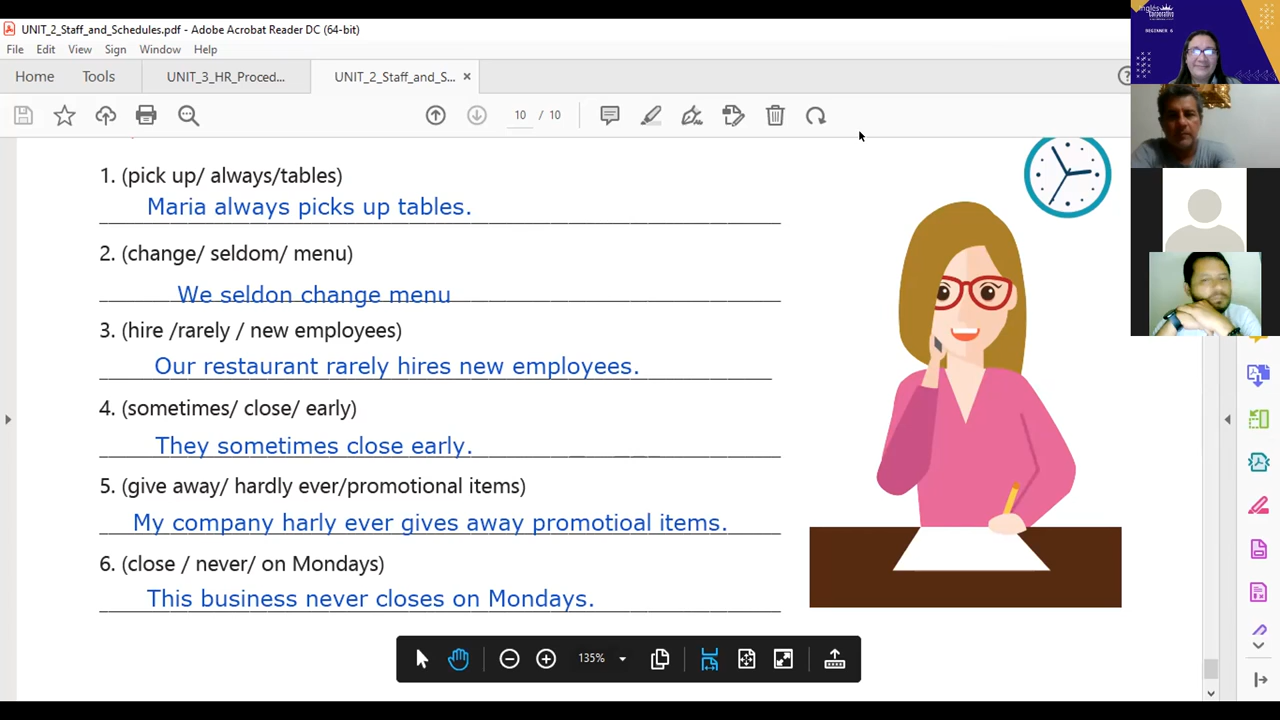 UNIT_2_Staff_and_Schedules.pdf - Adobe Acrobat Reader DC (64-bit)
File Edit View Sign Window Help
Home Tools UNIT_3_HR_Proced... UNIT_2_Staff_and_S... ×
10 / 10
1. (pick up/ always/tables)
Maria always picks up tables.
2. (change/ seldom/ menu)
We seldon change menu
3. (hire /rarely / new employees)
Our restaurant rarely hires new employees.
4. (sometimes/ close/ early)
They sometimes close early.
5. (give away/ hardly ever/promotional items)
My company harly ever gives away promotioal items.
6. (close / never/ on Mondays)
This business never closes on Mondays.
135%
inglés
corporativo
BEGINNER 6